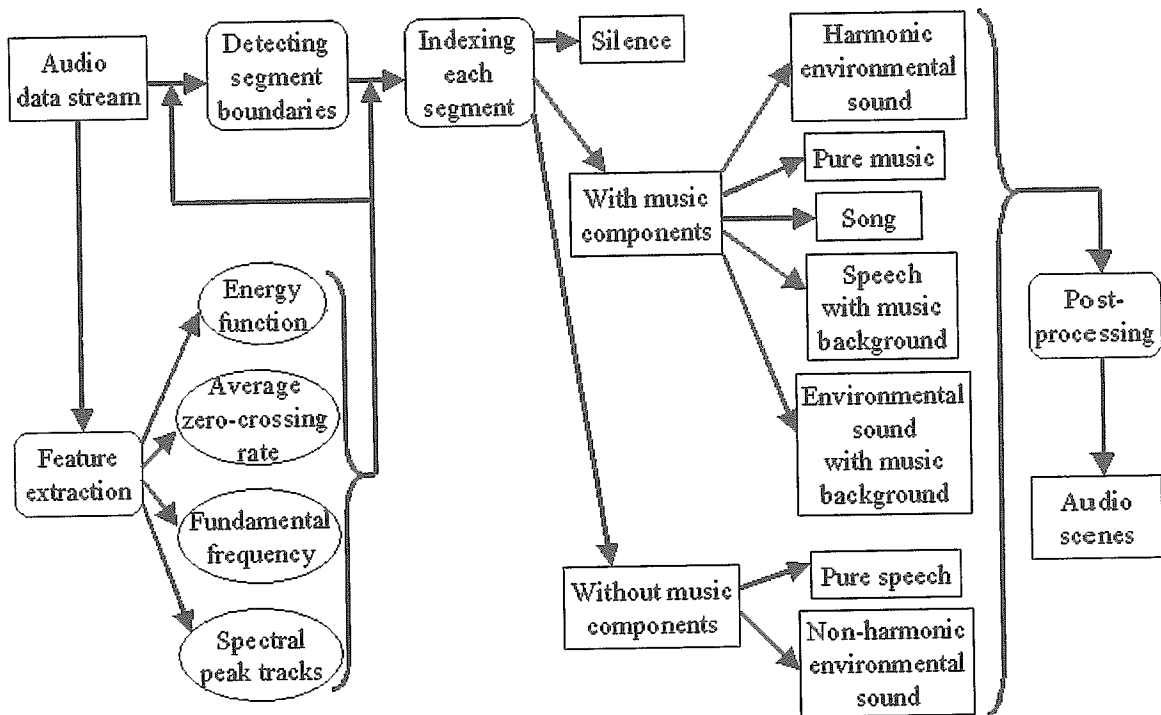 Audio
data stream
Detecting
segment
boundaries
Indexing
each
segment
Silence
Harmonic
environmental
sound
Pure music
With music
components
Song
Speech
with music
background
Environmental
sound
with music
background
Post-
processing
Audio
scenes
Energy
function
Average
zero-crossing
rate
Feature
extraction
Fundamental
frequency
Spectral
peak tracks
Without music
components
Pure speech
Non-harmonic
environmental
sound